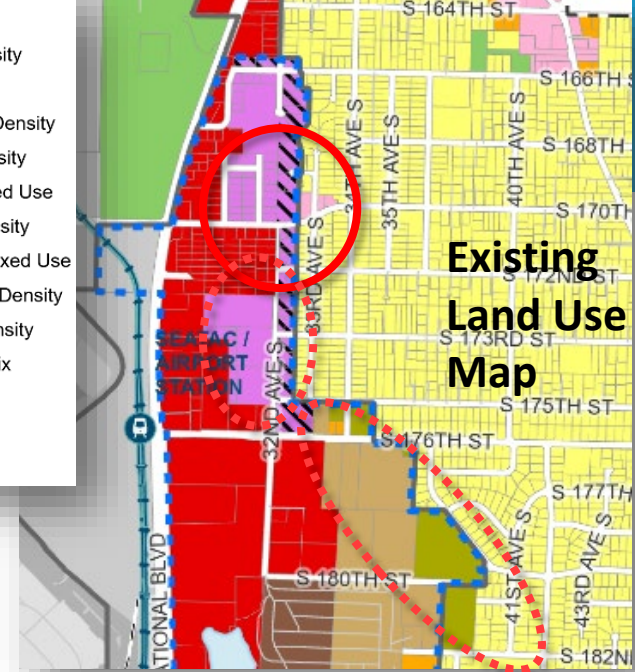 sity
Density
sity
ed Use
sity
xed Use
Density
nsity
ix
S 164TH ST
S 166TH S
S 168TH
S 170TH
S 172ND ST
S 173RD ST
S 175TH ST
S 176TH ST
S 177TH
S 180TH ST
S 182N
34TH AVE S
35TH AVE S
40TH AVE S
33RD AVE S
32ND AVE S
41ST AVE S
43RD AVE S
TIONAL BLVD
SEATAC /
AIRPORT
STATION
Existing
Land Use
Map